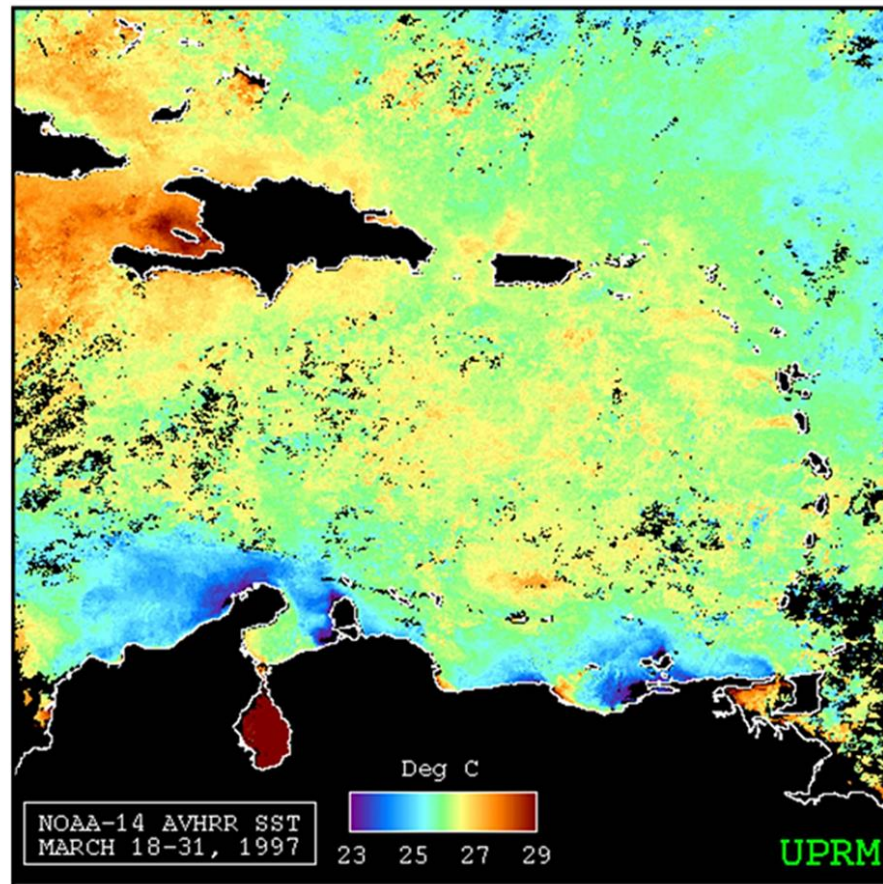 Deg C
23 25 27 29
NOAA-14 AVHRR SST
MARCH 18-31, 1997
UPRM